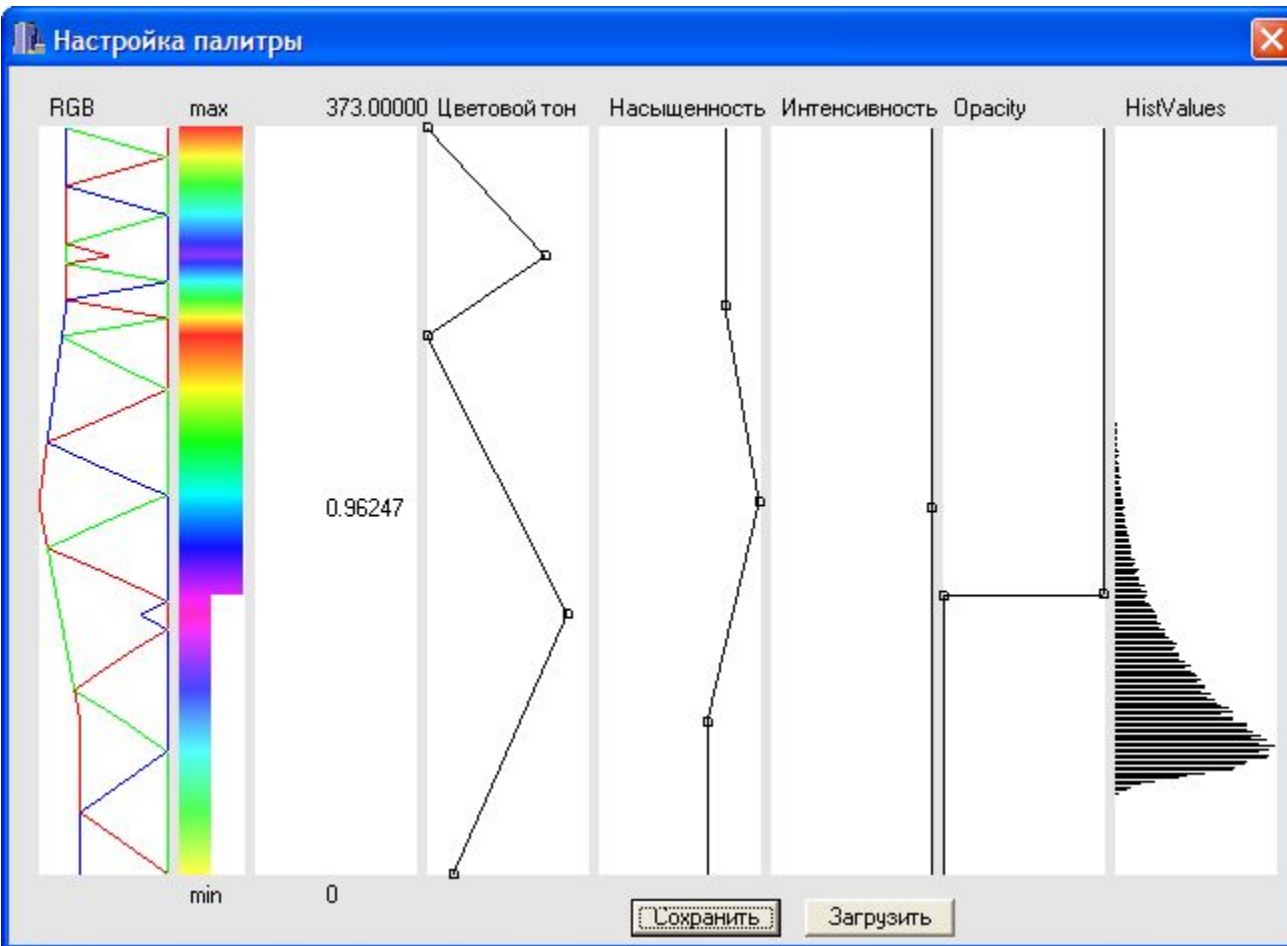 Настройка палитры
RGB max 373.00000 Цветовой тон Насыщенность Интенсивность Opacity HistValues
0.96247
min 0
Сохранить Загрузить